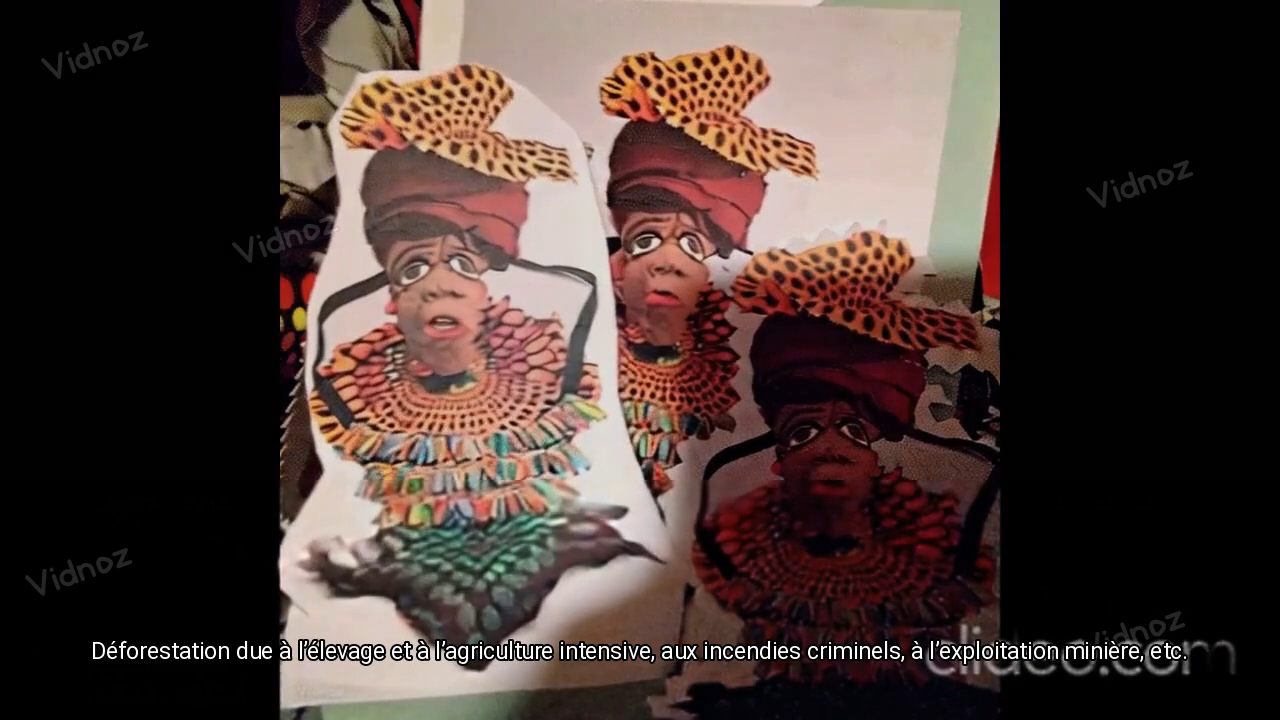 Vidnoz
Vidnoz
Vidnoz
Vidnoz
Vidnoz
Déforestation due à l'élevage et à l'agriculture intensive, aux incendies criminels, à l'exploitation minière, etc.
clideo.com